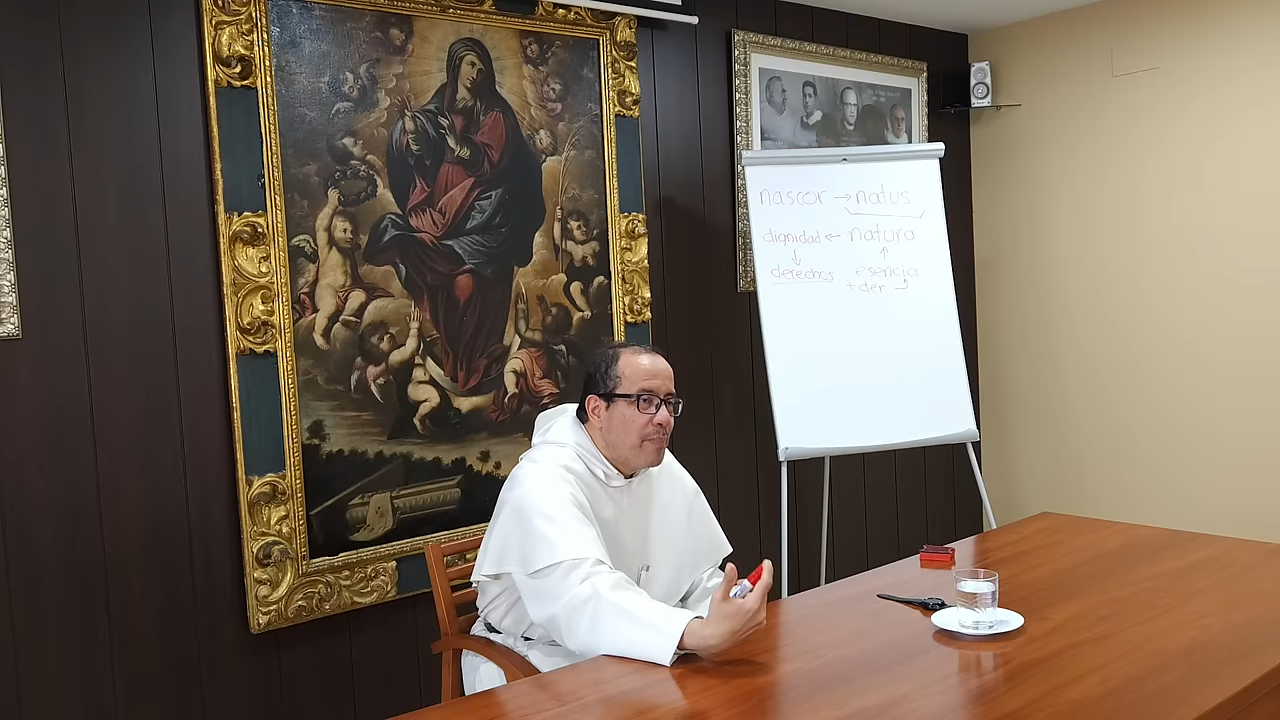 nascor → natus
dignidad ← natura
↓ ↑
derechos esencia
+ der